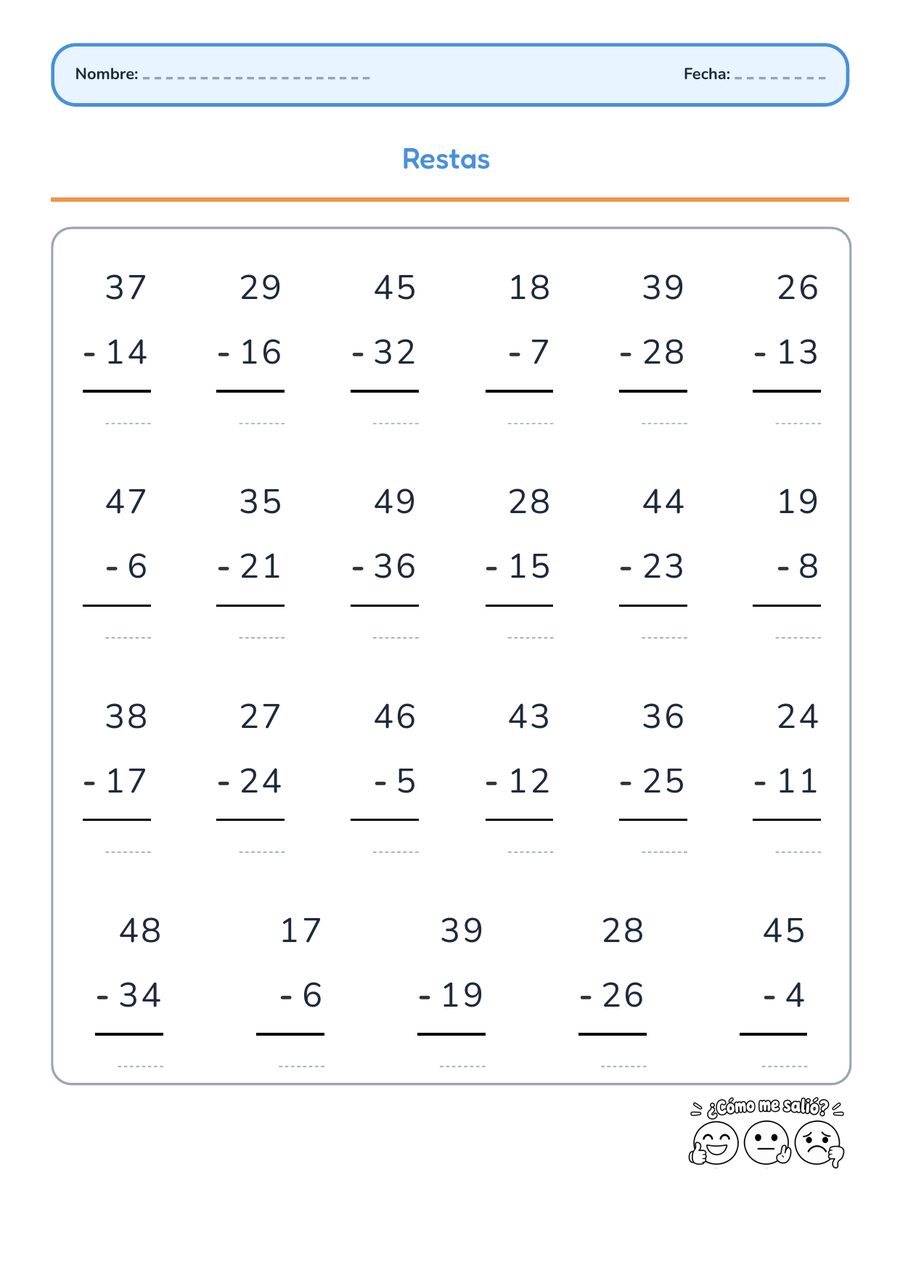 Nombre: Fecha:
Restas
37 29 45 18 39 26
- 14 - 16 - 32 - 7 - 28 - 13
47 35 49 28 44 19
- 6 - 21 - 36 - 15 - 23 - 8
38 27 46 43 36 24
- 17 - 24 - 5 - 12 - 25 - 11
48 17 39 28 45
- 34 - 6 - 19 - 26 - 4
¿Cómo me salió?